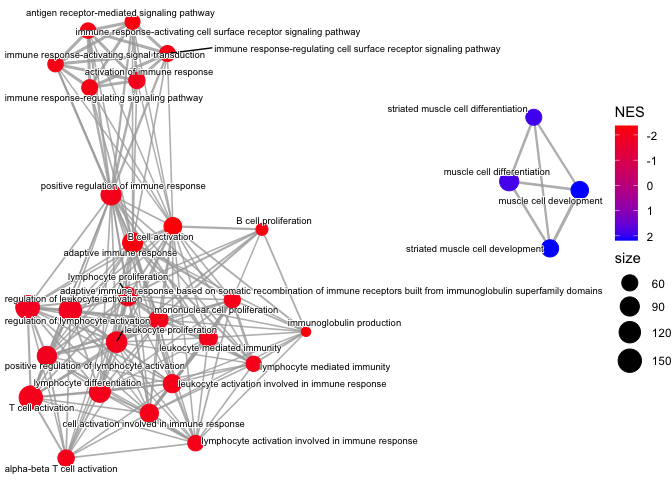 antigen receptor-mediated signaling pathway
immune response-activating cell surface receptor signaling pathway
immune response-regulating cell surface receptor signaling pathway
immune response-activating signal transduction
activation of immune response
immune response-regulating signaling pathway
striated muscle cell differentiation
muscle cell differentiation
muscle cell development
striated muscle cell development
positive regulation of immune response
B cell proliferation
B cell activation
adaptive immune response
lymphocyte proliferation
adaptive immune response based on somatic recombination of immune receptors built from immunoglobulin superfamily domains
regulation of leukocyte activation
mononuclear cell proliferation
regulation of lymphocyte activation
immunoglobulin production
leukocyte proliferation
leukocyte mediated immunity
positive regulation of lymphocyte activation
lymphocyte mediated immunity
lymphocyte differentiation
leukocyte activation involved in immune response
T cell activation
cell activation involved in immune response
lymphocyte activation involved in immune response
alpha-beta T cell activation
NES
-2
-1
0
1
2
size
60
90
120
150